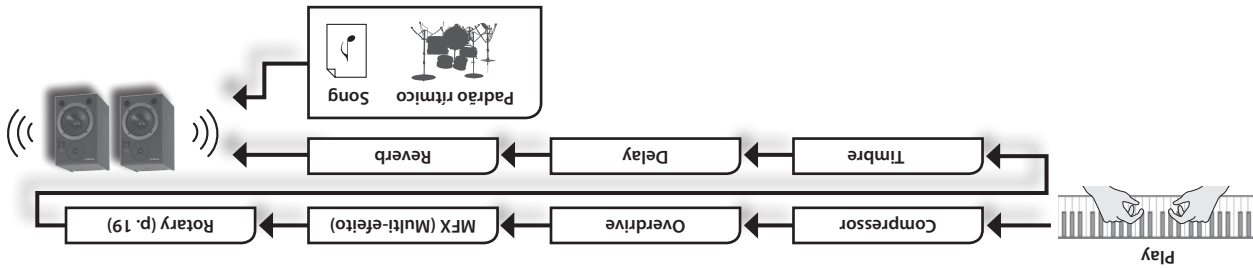 Play
Compressor
Overdrive
MFX (Multi-efeito)
Rotary (p. 19)
Timbre
Delay
Reverb
Padrão rítmico
Song